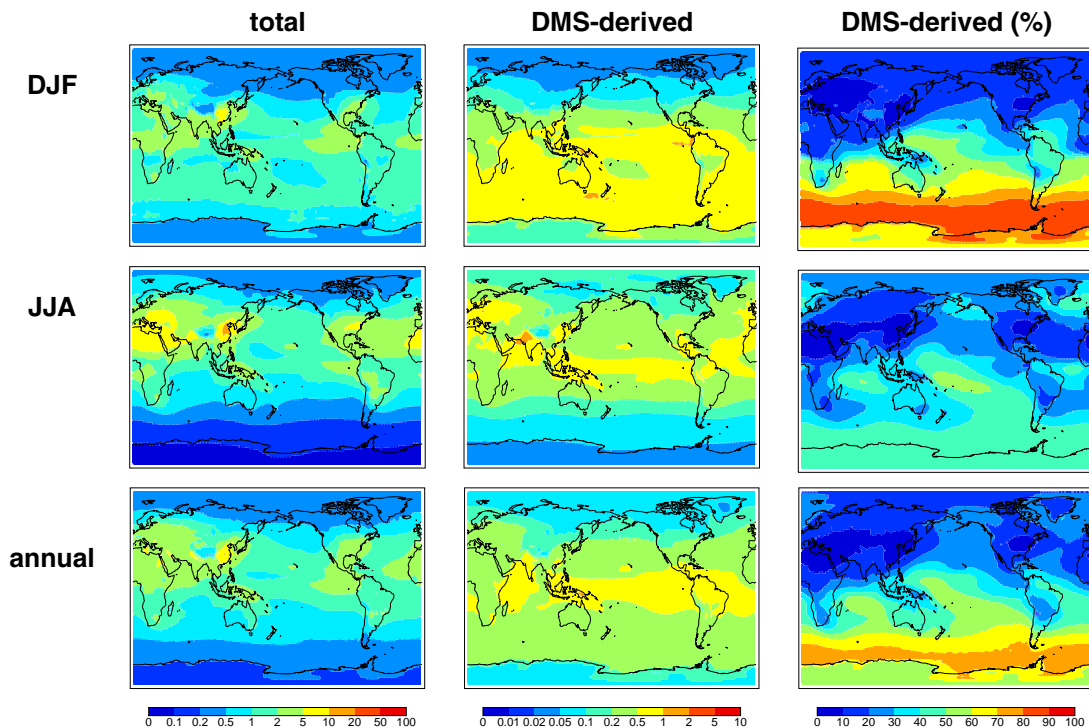 total DMS-derived DMS-derived (%)
DJF
JJA
annual
0 0.1 0.2 0.5 1 2 5 10 20 50 100
0 0.01 0.02 0.05 0.1 0.2 0.5 1 2 5 10
0 10 20 30 40 50 60 70 80 90 100